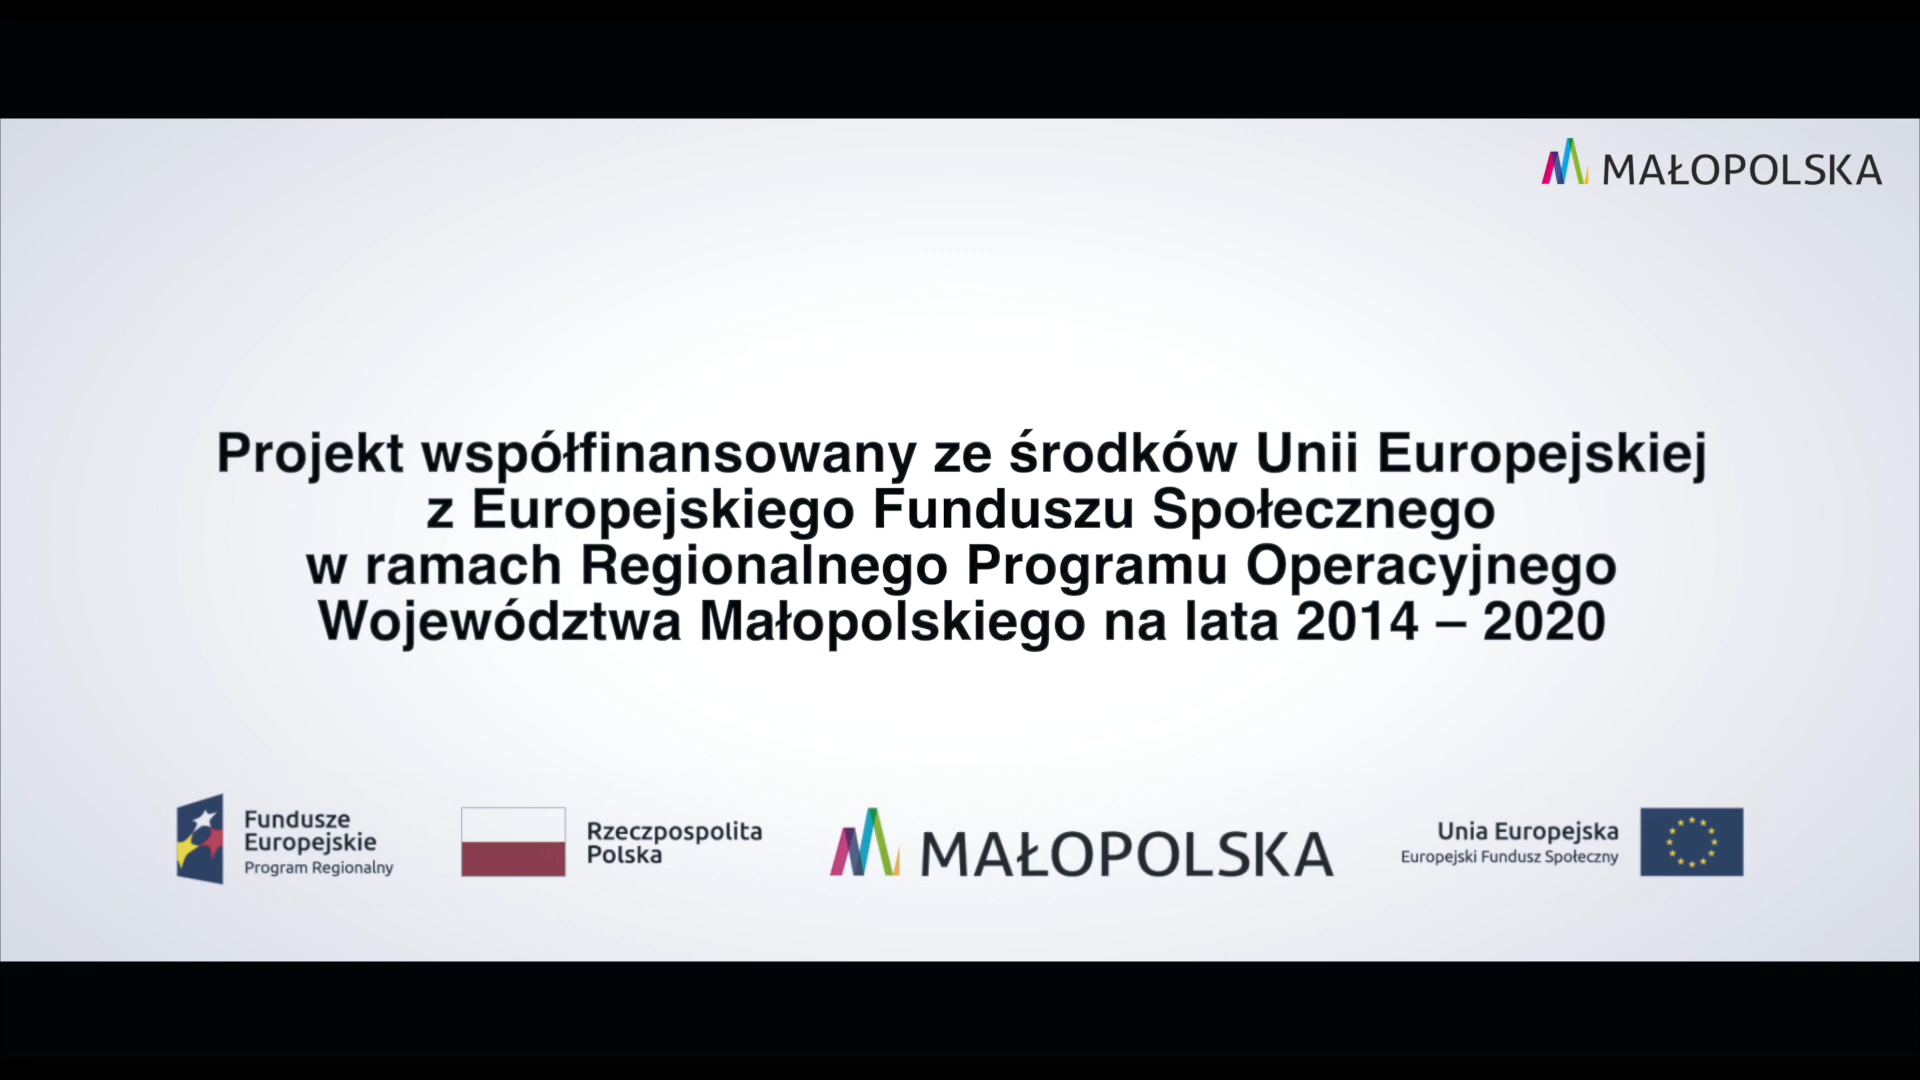 MAŁOPOLSKA
Projekt współfinansowany ze środków Unii Europejskiej
z Europejskiego Funduszu Społecznego
w ramach Regionalnego Programu Operacyjnego
Województwa Małopolskiego na lata 2014 – 2020
Fundusze
Europejskie
Program Regionalny
Rzeczpospolita
Polska
MAŁOPOLSKA
Unia Europejska
Europejski Fundusz Społeczny